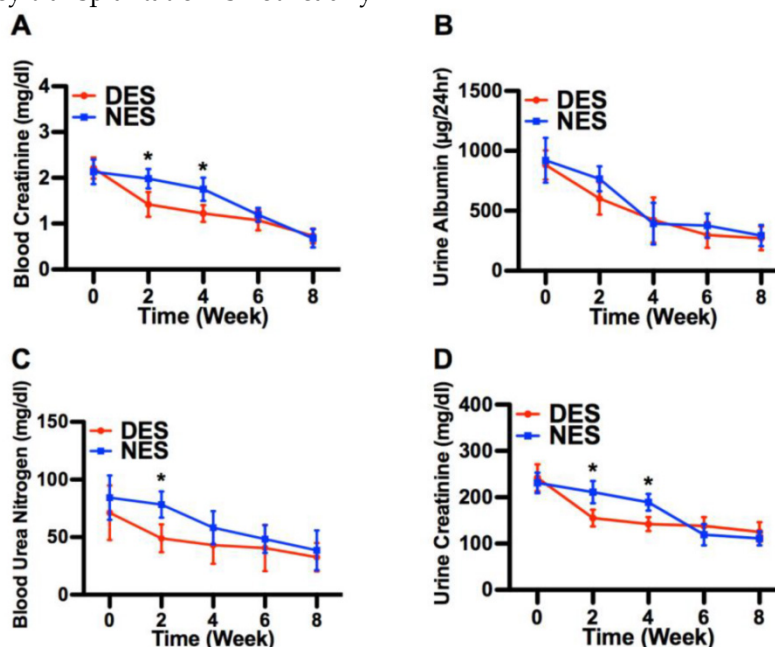 A
Blood Creatinine (mg/dl)
4
3
2
1
0
DES
NES
*
*
0 2 4 6 8
Time (Week)
B
Urine Albumin (µg/24hr)
1500
1000
500
0
DES
NES
0 2 4 6 8
Time (Week)
C
Blood Urea Nitrogen (mg/dl)
150
100
50
0
DES
NES
*
0 2 4 6 8
Time (Week)
D
Urine Creatinine (mg/dl)
400
300
200
100
0
DES
NES
*
*
0 2 4 6 8
Time (Week)